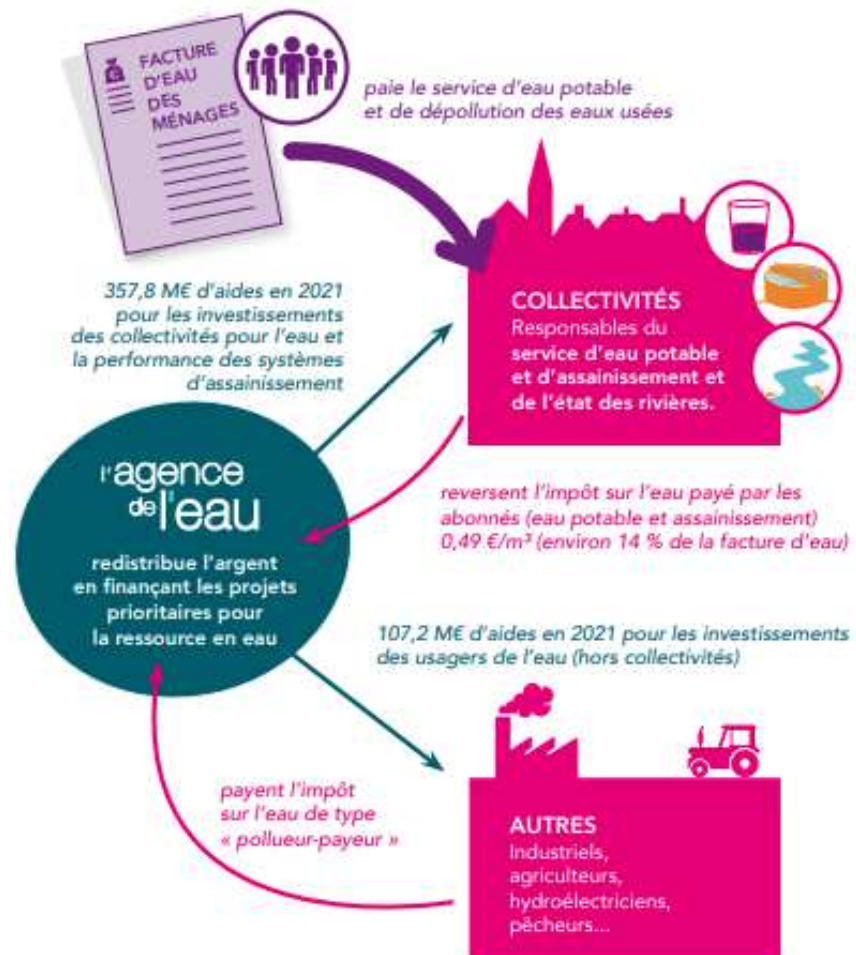 FACTURE
D'EAU
DES
MÉNAGES
paie le service d'eau potable
et de dépollution des eaux usées
357,8 M€ d'aides en 2021
pour les investissements
des collectivités pour l'eau et
la performance des systèmes
d'assainissement
COLLECTIVITÉS
Responsables du
service d'eau potable
et d'assainissement et
de l'état des rivières.
l'agence
de l'eau
redistribue l'argent
en finançant les projets
prioritaires pour
la ressource en eau
reversent l'impôt sur l'eau payé par les
abonnés (eau potable et assainissement)
0,49 €/m³ (environ 14 % de la facture d'eau)
107,2 M€ d'aides en 2021 pour les investissements
des usagers de l'eau (hors collectivités)
payent l'impôt
sur l'eau de type
« pollueur-payeur »
AUTRES
Industriels,
agriculteurs,
hydroélectriciens,
pêcheurs...